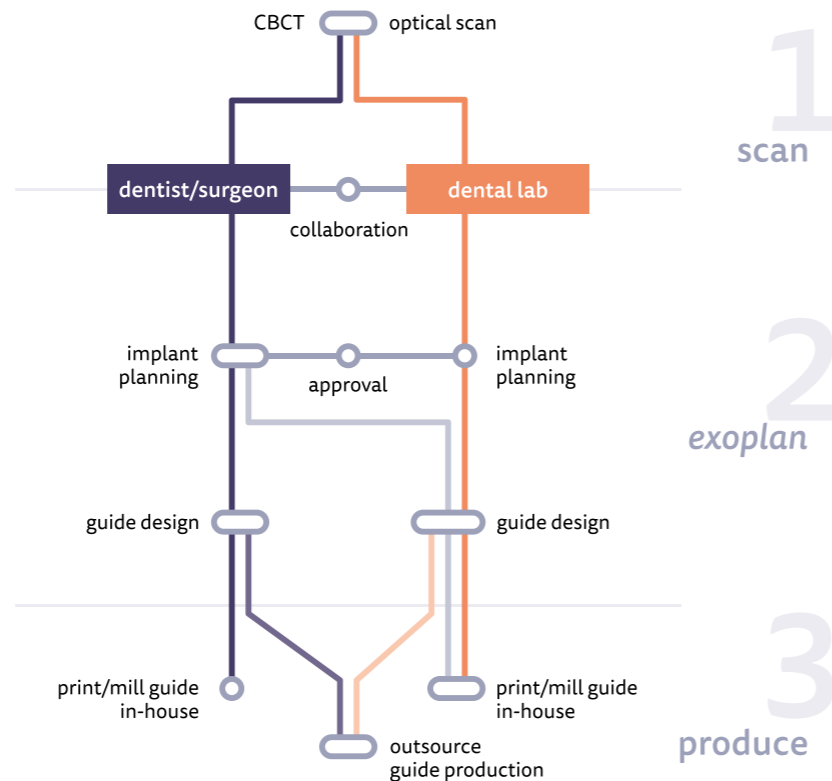 CBCT
optical scan
1
scan
dentist/surgeon
dental lab
collaboration
implant
planning
approval
implant
planning
2
exoplan
guide design
guide design
3
produce
print/mill guide
in-house
print/mill guide
in-house
outsource
guide production